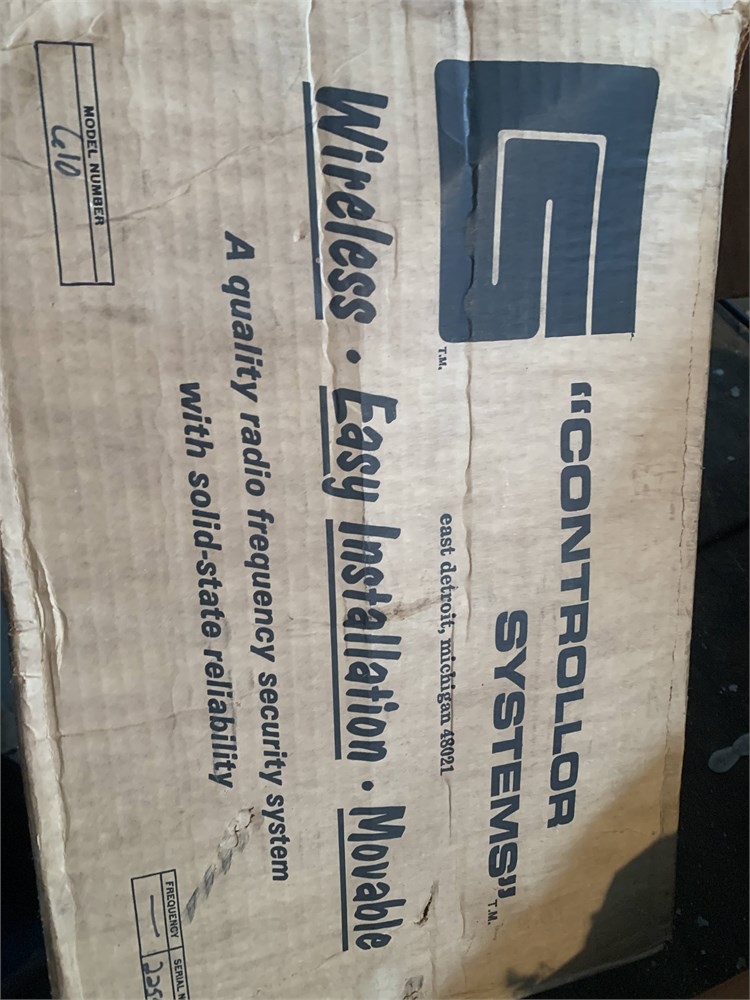 "CONTROLLOR
SYSTEMS" T.M.
T.M.
east detroit, michigan 48021
Wireless • Easy Installation • Movable
A quality radio frequency security system
with solid-state reliability
MODEL NUMBER
610
FREQUENCY
SERIAL N
—